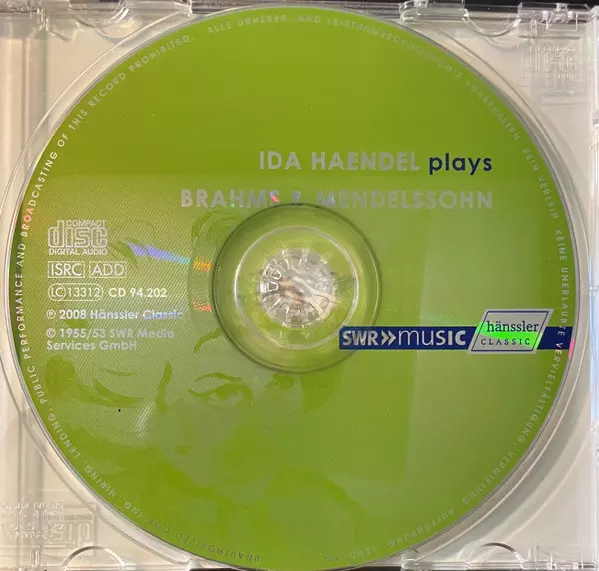 IDA HAENDEL plays
BRAHMS & MENDELSSOHN
COMPACT
disc
DIGITAL AUDIO
ISRC ADD
LC 13312 CD 94.202
℗ 2008 Hänssler Classic
© 1955/53 SWR Media
Services GmbH
SWR»music
hänssler
CLASSIC
ALLE URHEBER- UND LEISTUNGSSCHUTZRECHTE VORBEHALTEN. KEIN VERLEIH, KEINE UNERLAUBTE VERVIELFÄLTIGUNG, VERMIETUNG, AUFFÜHRUNG,
HIRING, LENDING, PUBLIC PERFORMANCE AND BROADCASTING OF THIS RECORD PROHIBITED.